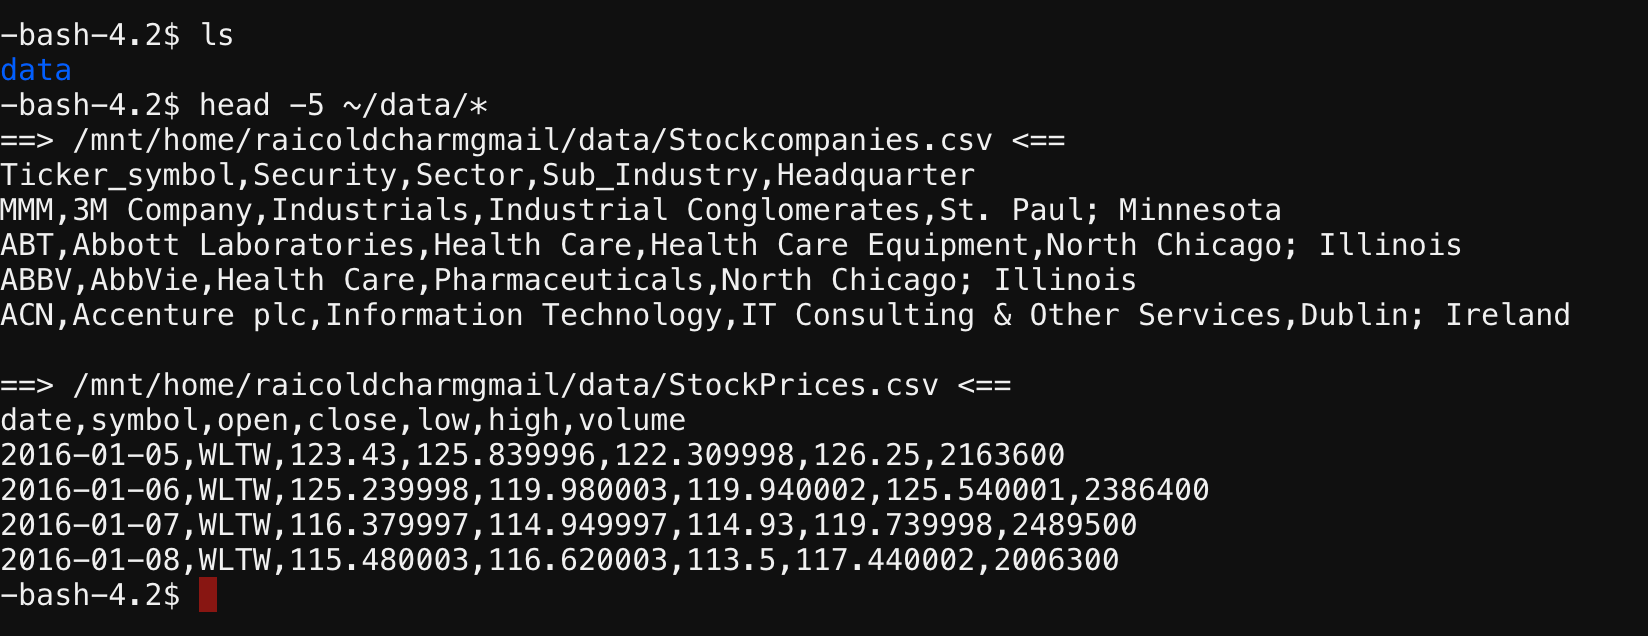 -bash-4.2$ ls
data
-bash-4.2$ head -5 ~/data/*
==> /mnt/home/raicoldcharmgmail/data/Stockcompanies.csv <==
Ticker_symbol,Security,Sector,Sub_Industry,Headquarter
MMM,3M Company,Industrials,Industrial Conglomerates,St. Paul; Minnesota
ABT,Abbott Laboratories,Health Care,Health Care Equipment,North Chicago; Illinois
ABBV,AbbVie,Health Care,Pharmaceuticals,North Chicago; Illinois
ACN,Accenture plc,Information Technology,IT Consulting & Other Services,Dublin; Ireland
==> /mnt/home/raicoldcharmgmail/data/StockPrices.csv <==
date,symbol,open,close,low,high,volume
2016-01-05,WLTW,123.43,125.839996,122.309998,126.25,2163600
2016-01-06,WLTW,125.239998,119.980003,119.940002,125.540001,2386400
2016-01-07,WLTW,116.379997,114.949997,114.93,119.739998,2489500
2016-01-08,WLTW,115.480003,116.620003,113.5,117.440002,2006300
-bash-4.2$